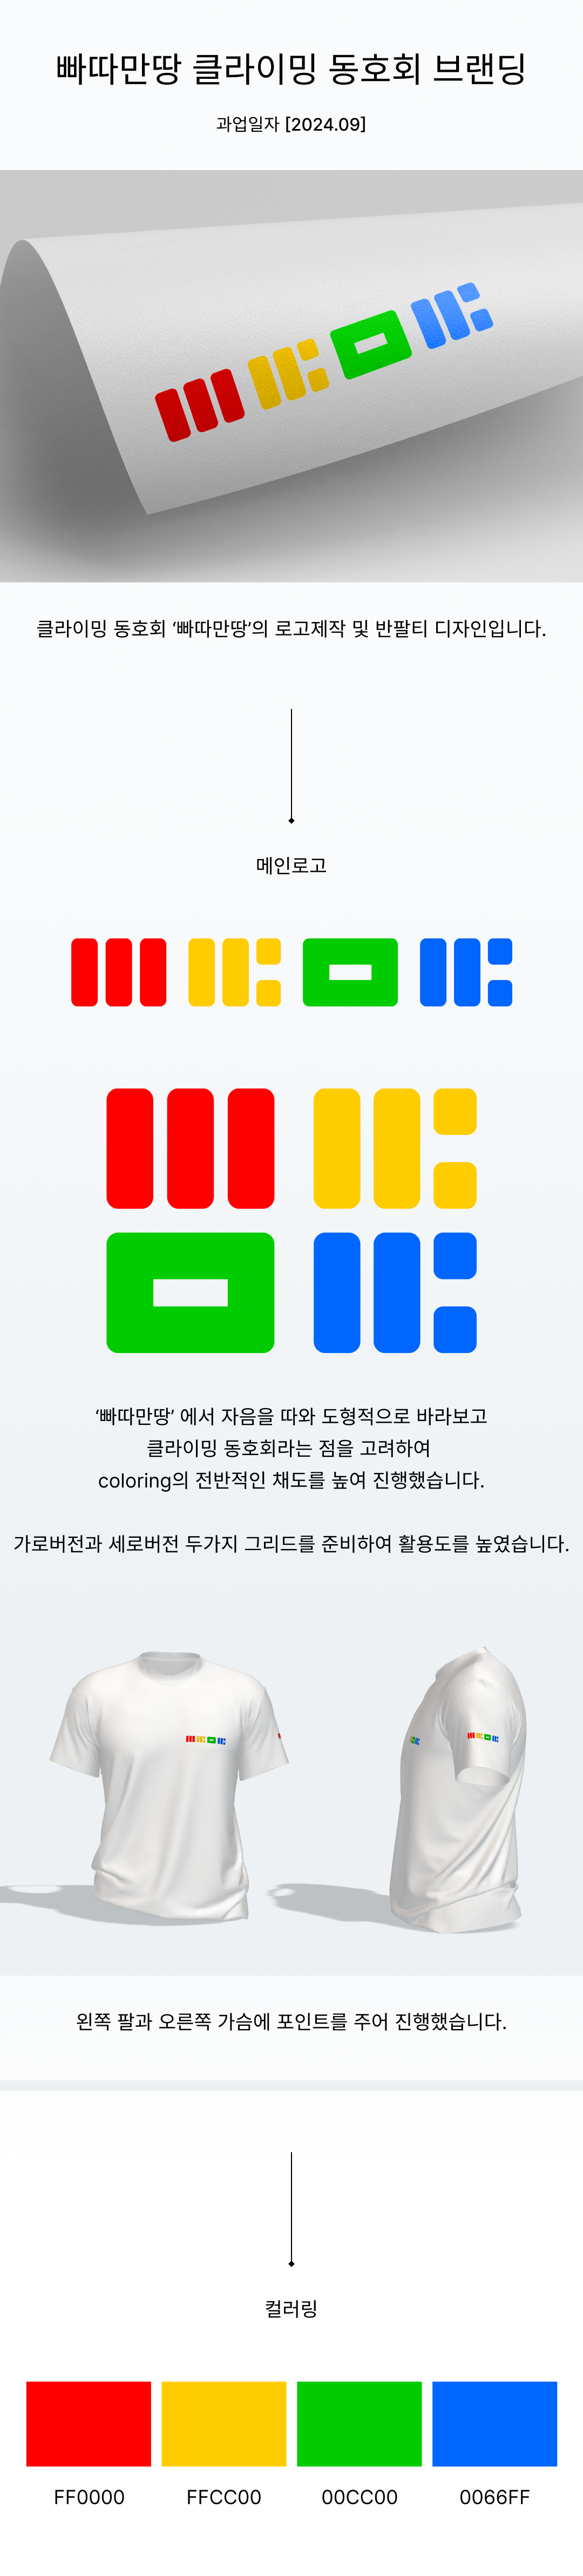 빠따만땅 클라이밍 동호회 브랜딩
과업일자 [2024.09]
클라이밍 동호회 ‘빠따만땅’의 로고제작 및 반팔티 디자인입니다.
메인로고
‘빠따만땅’ 에서 자음을 따와 도형적으로 바라보고
클라이밍 동호회라는 점을 고려하여
coloring의 전반적인 채도를 높여 진행했습니다.
가로버전과 세로버전 두가지 그리드를 준비하여 활용도를 높였습니다.
왼쪽 팔과 오른쪽 가슴에 포인트를 주어 진행했습니다.
컬러링
FF0000 FFCC00 00CC00 0066FF